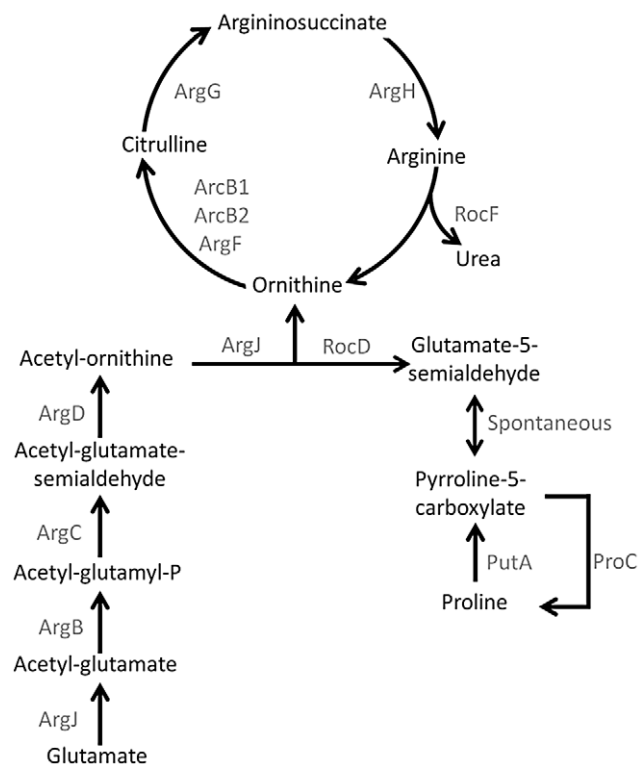 Argininosuccinate
ArgG
ArgH
Citrulline
Arginine
ArcB1
ArcB2
ArgF
RocF
Urea
Ornithine
Acetyl-ornithine
ArgJ
RocD
Glutamate-5-
semialdehyde
ArgD
Spontaneous
Acetyl-glutamate-
semialdehyde
Pyrroline-5-
carboxylate
ArgC
PutA
ProC
Acetyl-glutamyl-P
Proline
ArgB
Acetyl-glutamate
ArgJ
Glutamate